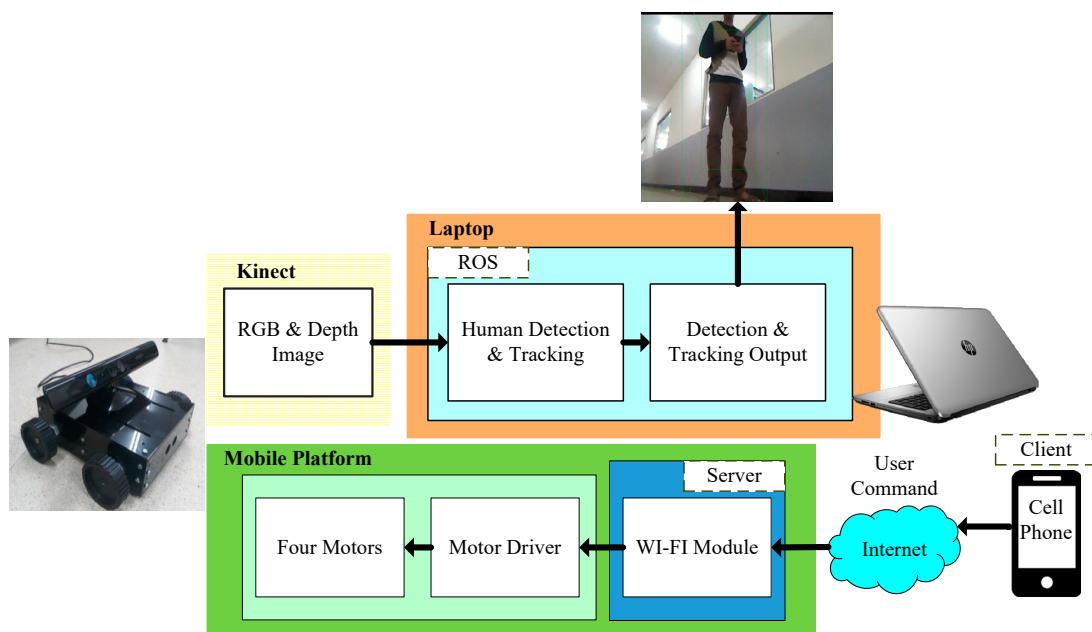 Laptop
ROS
Kinect
RGB & Depth
Image
Human Detection
& Tracking
Detection &
Tracking Output
hp
Mobile Platform
Server
Four Motors
Motor Driver
WI-FI Module
User
Command
Internet
Client
Cell
Phone